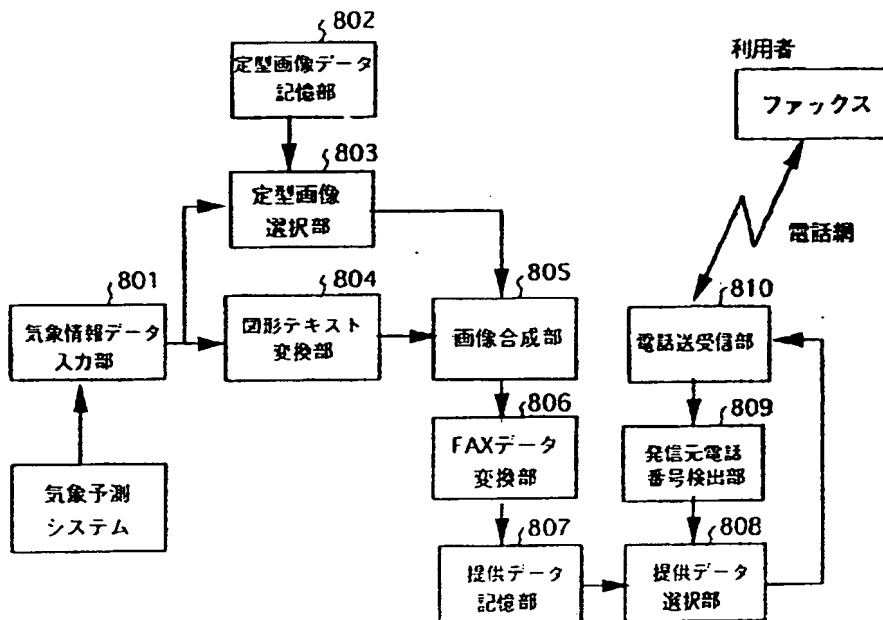 802
定型画像データ
記憶部
利用者
ファックス
803
定型画像
選択部
電話網
801
気象情報データ
入力部
804
図形テキスト
変換部
805
画像合成部
810
電話送受信部
806
FAXデータ
変換部
809
発信元電話
番号検出部
気象予測
システム
807
提供データ
記憶部
808
提供データ
選択部